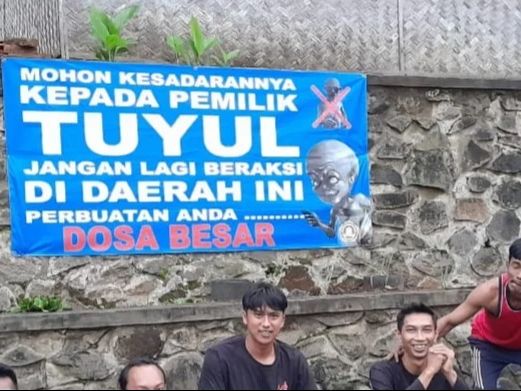 MOHON KESADARANNYA
KEPADA PEMILIK
TUYUL
JANGAN LAGI BERAKSI
DI DAERAH INI
PERBUATAN ANDA ..........
DOSA BESAR